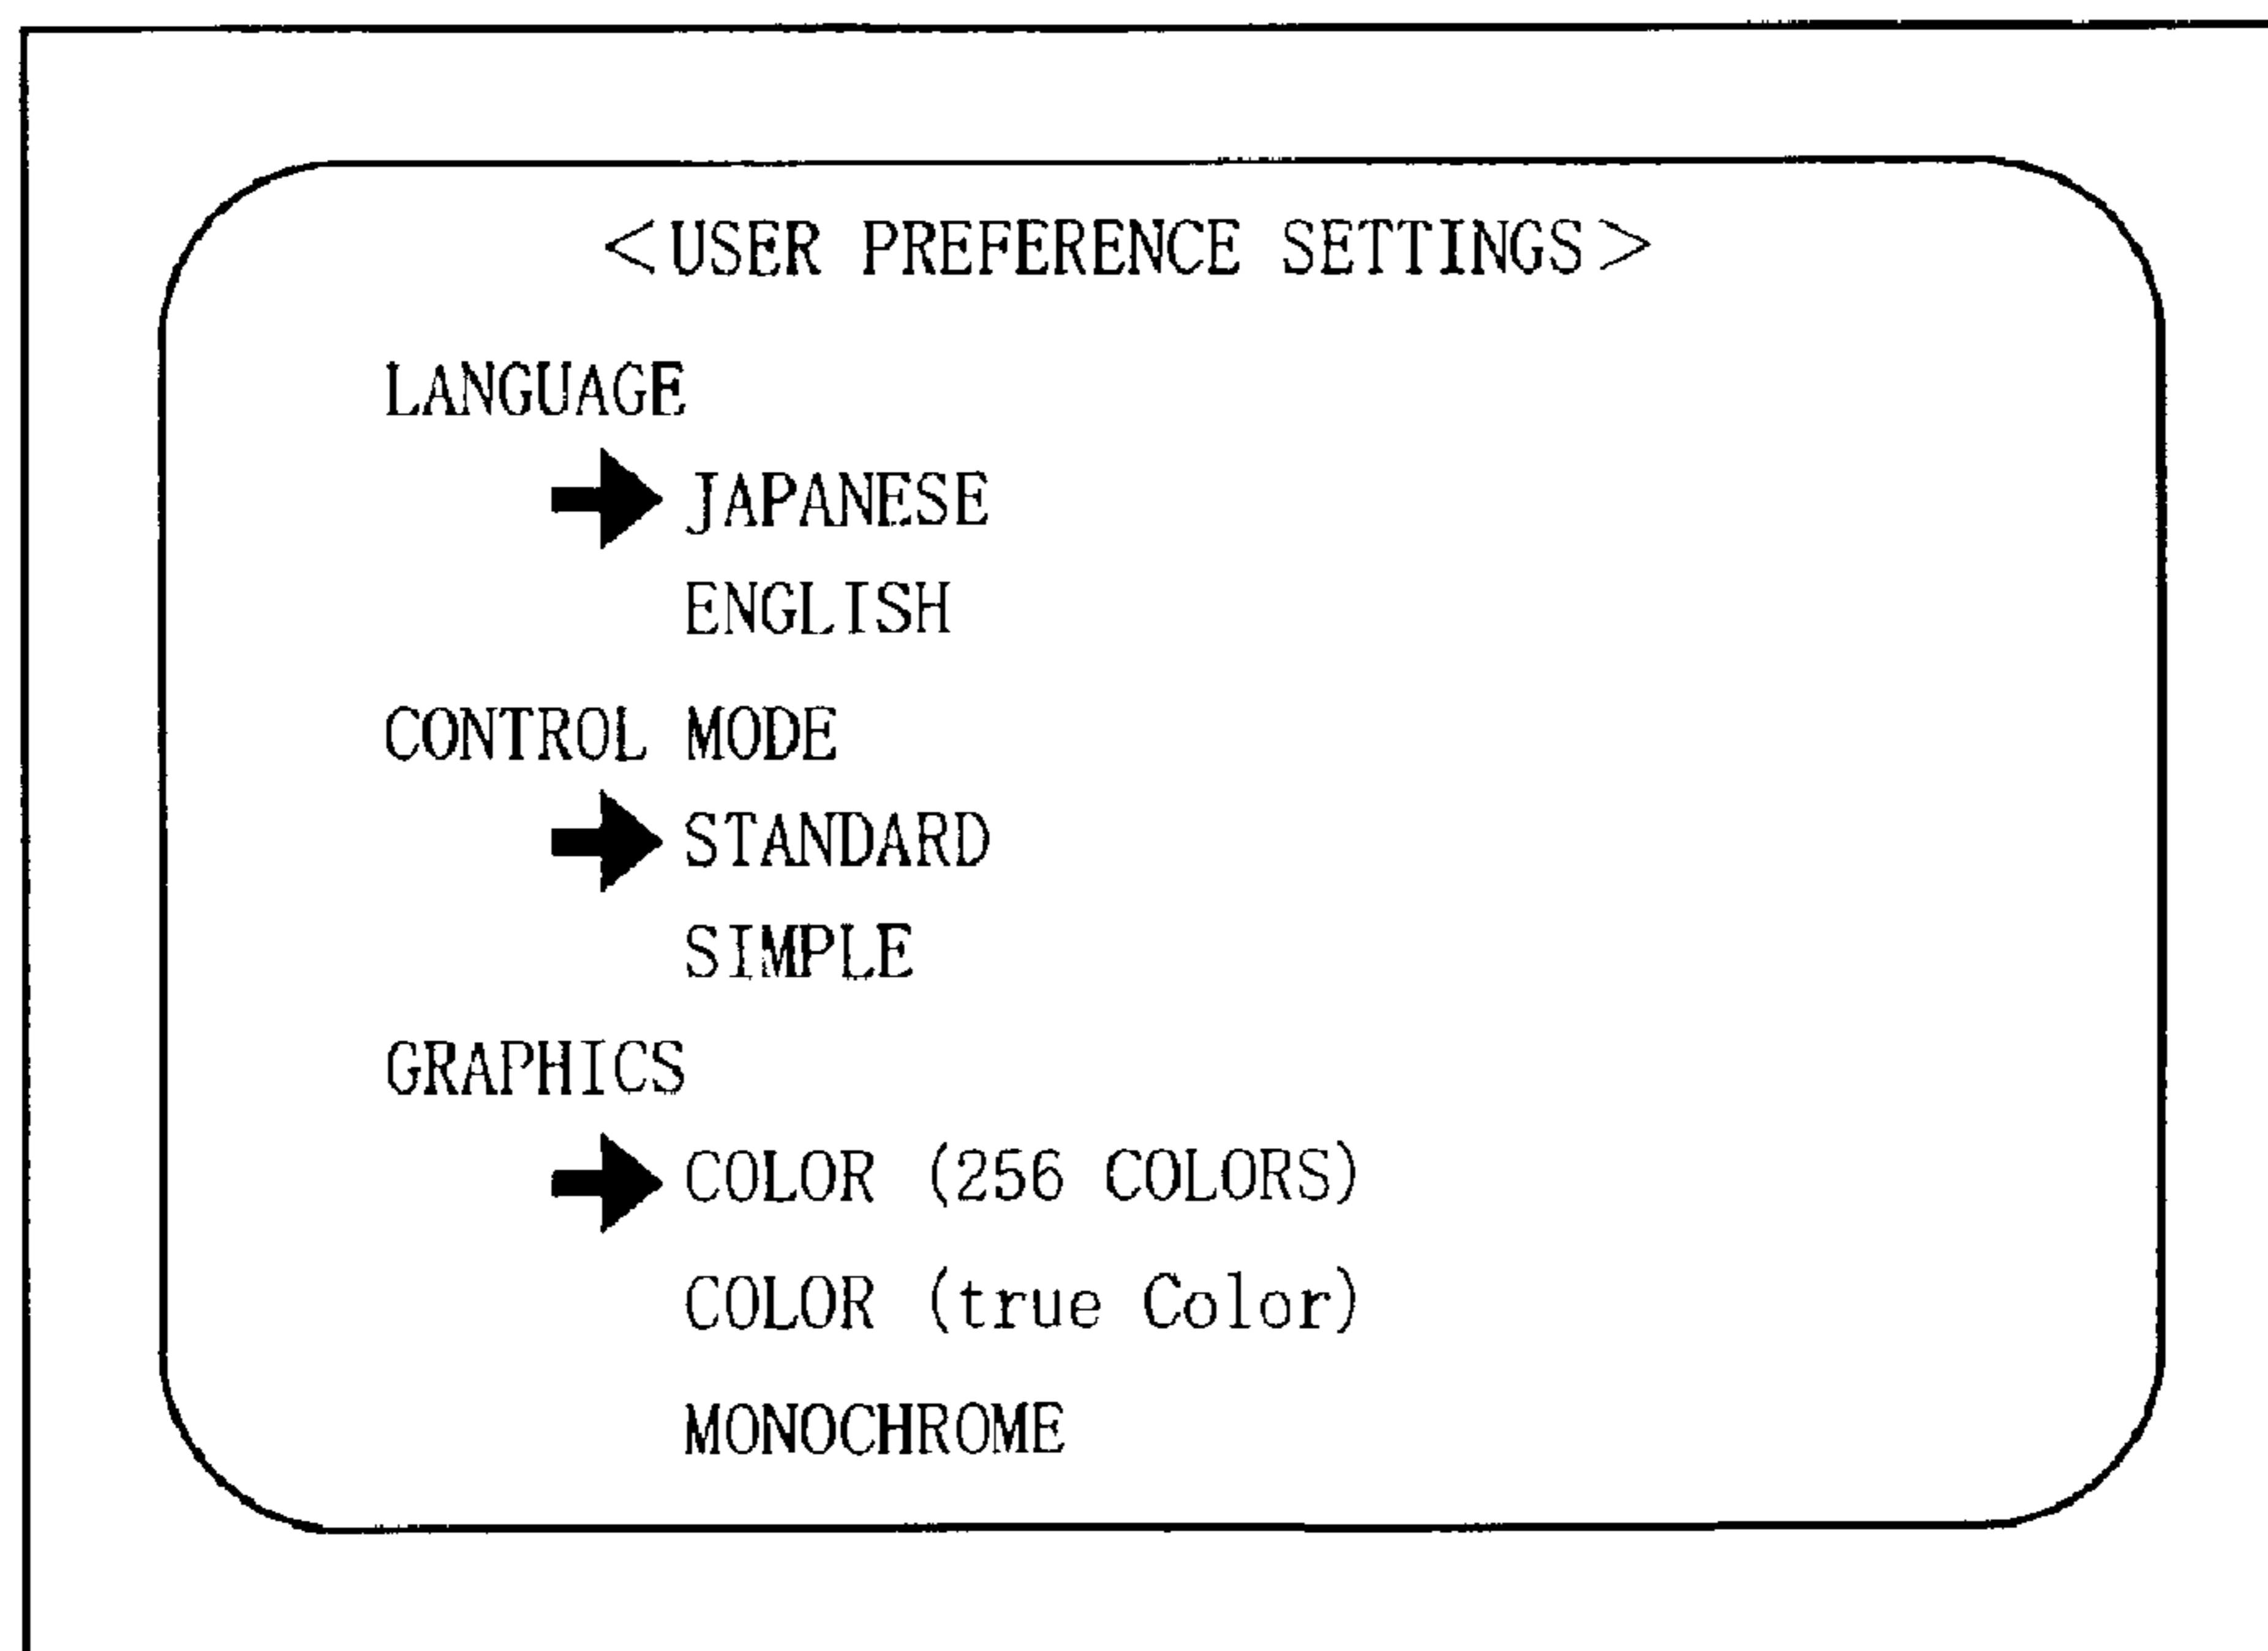 <USER PREFERENCE SETTINGS>
LANGUAGE
JAPANESE
ENGLISH
CONTROL MODE
STANDARD
SIMPLE
GRAPHICS
COLOR (256 COLORS)
COLOR (true Color)
MONOCHROME